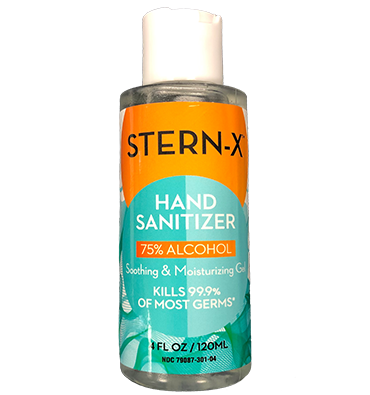 STERN-X™
HAND
SANITIZER
75% ALCOHOL
Soothing & Moisturizing Gel
KILLS 99.9%
OF MOST GERMS*
4 FL OZ / 120ML
NDC 79887-301-04